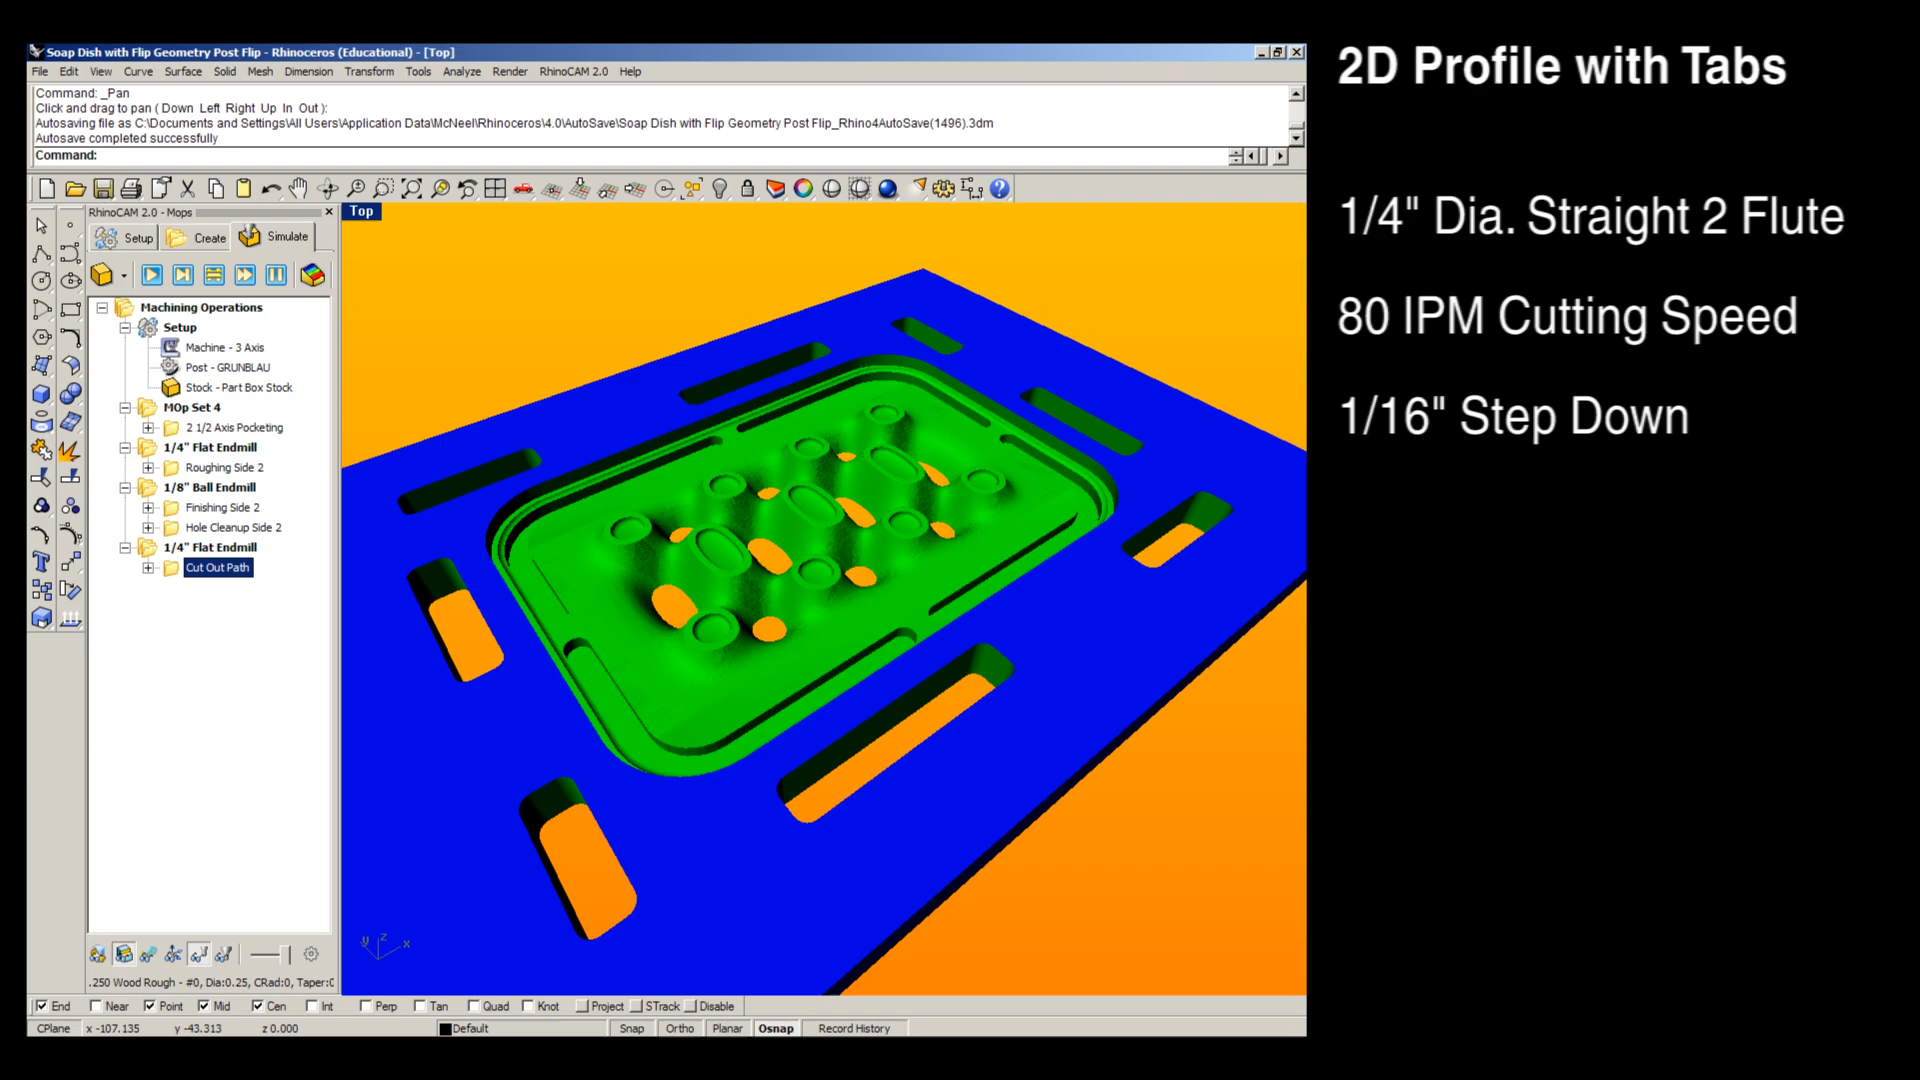 Soap Dish with Flip Geometry Post Flip - Rhinoceros (Educational) - [Top]
File Edit View Curve Surface Solid Mesh Dimension Transform Tools Analyze Render RhinoCAM 2.0 Help
Command: _Pan
Click and drag to pan ( Down Left Right Up In Out ):
Autosaving file as C:\Documents and Settings\All Users\Application Data\McNeel\Rhinoceros\4.0\AutoSave\Soap Dish with Flip Geometry Post Flip_Rhino4AutoSave(1496).3dm
Autosave completed successfully
Command:
RhinoCAM 2.0 - Mops
Top
Setup Create Simulate
Machining Operations
Setup
Machine - 3 Axis
Post - GRUNBLAU
Stock - Part Box Stock
MOp Set 4
2 1/2 Axis Pocketing
1/4" Flat Endmill
Roughing Side 2
1/8" Ball Endmill
Finishing Side 2
Hole Cleanup Side 2
1/4" Flat Endmill
Cut Out Path
y z x
.250 Wood Rough - #0, Dia:0.25, CRad:0, Taper:0
End Near Point Mid Cen Int Perp Tan Quad Knot Project STrack Disable
CPlane x -107.135 y -43.313 z 0.000 Default Snap Ortho Planar Osnap Record History
2D Profile with Tabs
1/4" Dia. Straight 2 Flute
80 IPM Cutting Speed
1/16" Step Down